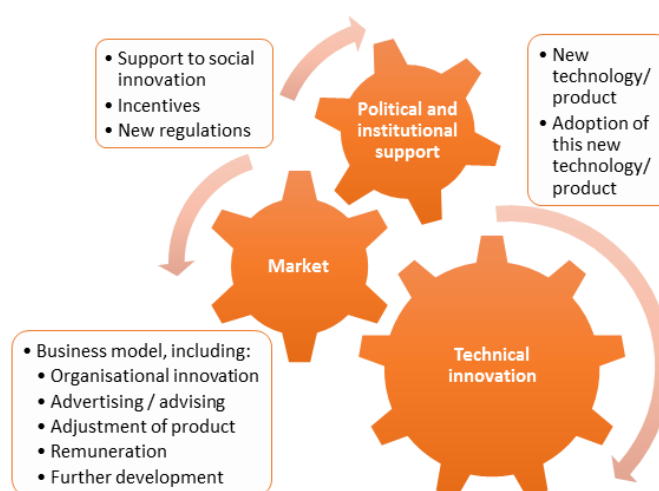 • Support to social
innovation
• Incentives
• New regulations
Political and
institutional
support
• New
technology/
product
• Adoption of
this new
technology/
product
Market
Technical
innovation
• Business model, including:
• Organisational innovation
• Advertising / advising
• Adjustment of product
• Remuneration
• Further development